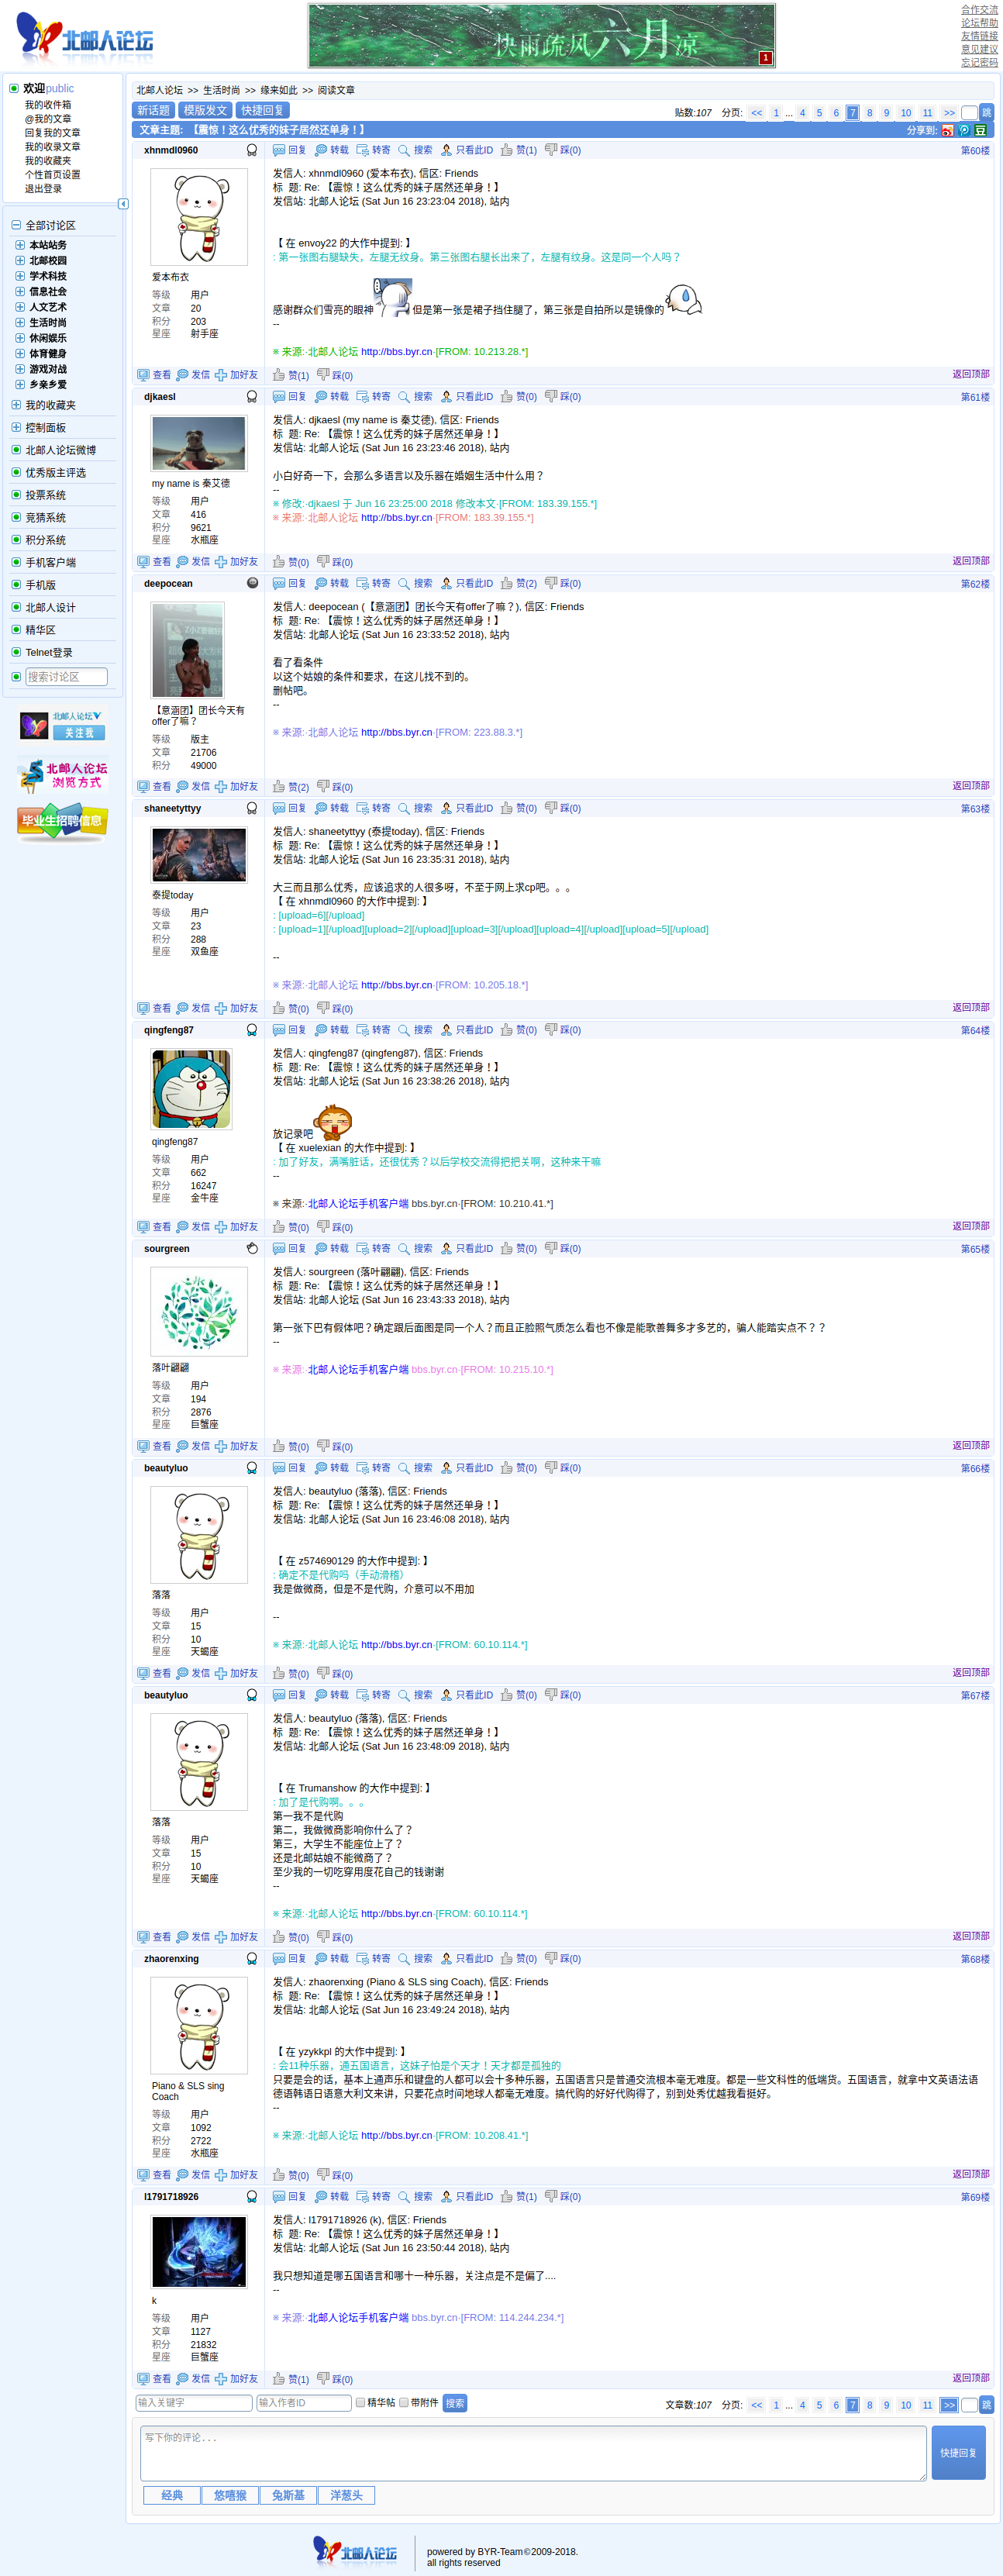 北邮人论坛
快雨疏风六月凉
1
合作交流
论坛帮助
友情链接
意见建议
忘记密码
欢迎public
我的收件箱
@我的文章
回复我的文章
我的收录文章
我的收藏夹
个性首页设置
退出登录
全部讨论区
本站站务
北邮校园
学术科技
信息社会
人文艺术
生活时尚
休闲娱乐
体育健身
游戏对战
乡亲乡爱
我的收藏夹
控制面板
北邮人论坛微博
优秀版主评选
投票系统
竞猜系统
积分系统
手机客户端
手机版
北邮人设计
精华区
Telnet登录
搜索讨论区
北邮人论坛
关注我
北邮人论坛
浏览方式
毕业生招聘信息
北邮人论坛 >> 生活时尚 >> 缘来如此 >> 阅读文章
新话题 模版发文 快捷回复
贴数:107 分页: << 1 ... 4 5 6 7 8 9 10 11 >> 跳
文章主题: 【震惊！这么优秀的妹子居然还单身！】
分享到: 豆
xhnmdl0960
回复 转载 转寄 搜索 只看此ID 赞(1) 踩(0) 第60楼
爱本布衣
等级 用户
文章 20
积分 203
星座 射手座
发信人: xhnmdl0960 (爱本布衣), 信区: Friends
标 题: Re: 【震惊！这么优秀的妹子居然还单身！】
发信站: 北邮人论坛 (Sat Jun 16 23:23:04 2018), 站内
【 在 envoy22 的大作中提到: 】
: 第一张图右腿缺失，左腿无纹身。第三张图右腿长出来了，左腿有纹身。这是同一个人吗？
感谢群众们雪亮的眼神 但是第一张是裙子挡住腿了，第三张是自拍所以是镜像的
--
※ 来源:·北邮人论坛 http://bbs.byr.cn·[FROM: 10.213.28.*]
查看 发信 加好友 赞(1) 踩(0) 返回顶部
djkaesl
回复 转载 转寄 搜索 只看此ID 赞(0) 踩(0) 第61楼
my name is 秦艾德
等级 用户
文章 416
积分 9621
星座 水瓶座
发信人: djkaesl (my name is 秦艾德), 信区: Friends
标 题: Re: 【震惊！这么优秀的妹子居然还单身！】
发信站: 北邮人论坛 (Sat Jun 16 23:23:46 2018), 站内
小白好奇一下，会那么多语言以及乐器在婚姻生活中什么用？
--
※ 修改:·djkaesl 于 Jun 16 23:25:00 2018 修改本文·[FROM: 183.39.155.*]
※ 来源:·北邮人论坛 http://bbs.byr.cn·[FROM: 183.39.155.*]
查看 发信 加好友 赞(0) 踩(0) 返回顶部
deepocean
回复 转载 转寄 搜索 只看此ID 赞(2) 踩(0) 第62楼
【意涵团】团长今天有
offer了嘛？
等级 版主
文章 21706
积分 49000
发信人: deepocean (【意涵团】团长今天有offer了嘛？), 信区: Friends
标 题: Re: 【震惊！这么优秀的妹子居然还单身！】
发信站: 北邮人论坛 (Sat Jun 16 23:33:52 2018), 站内
看了看条件
以这个姑娘的条件和要求，在这儿找不到的。
删帖吧。
--
※ 来源:·北邮人论坛 http://bbs.byr.cn·[FROM: 223.88.3.*]
查看 发信 加好友 赞(2) 踩(0) 返回顶部
shaneetyttyy
回复 转载 转寄 搜索 只看此ID 赞(0) 踩(0) 第63楼
泰提today
等级 用户
文章 23
积分 288
星座 双鱼座
发信人: shaneetyttyy (泰提today), 信区: Friends
标 题: Re: 【震惊！这么优秀的妹子居然还单身！】
发信站: 北邮人论坛 (Sat Jun 16 23:35:31 2018), 站内
大三而且那么优秀，应该追求的人很多呀，不至于网上求cp吧。。。
【 在 xhnmdl0960 的大作中提到: 】
: [upload=6][/upload]
: [upload=1][/upload][upload=2][/upload][upload=3][/upload][upload=4][/upload][upload=5][/upload]
--
※ 来源:·北邮人论坛 http://bbs.byr.cn·[FROM: 10.205.18.*]
查看 发信 加好友 赞(0) 踩(0) 返回顶部
qingfeng87
回复 转载 转寄 搜索 只看此ID 赞(0) 踩(0) 第64楼
qingfeng87
等级 用户
文章 662
积分 16247
星座 金牛座
发信人: qingfeng87 (qingfeng87), 信区: Friends
标 题: Re: 【震惊！这么优秀的妹子居然还单身！】
发信站: 北邮人论坛 (Sat Jun 16 23:38:26 2018), 站内
放记录吧
【 在 xuelexian 的大作中提到: 】
: 加了好友，满嘴脏话，还很优秀？以后学校交流得把把关啊，这种来干嘛
--
※ 来源:·北邮人论坛手机客户端 bbs.byr.cn·[FROM: 10.210.41.*]
查看 发信 加好友 赞(0) 踩(0) 返回顶部
sourgreen
回复 转载 转寄 搜索 只看此ID 赞(0) 踩(0) 第65楼
落叶翩翩
等级 用户
文章 194
积分 2876
星座 巨蟹座
发信人: sourgreen (落叶翩翩), 信区: Friends
标 题: Re: 【震惊！这么优秀的妹子居然还单身！】
发信站: 北邮人论坛 (Sat Jun 16 23:43:33 2018), 站内
第一张下巴有假体吧？确定跟后面图是同一个人？而且正脸照气质怎么看也不像是能歌善舞多才多艺的，骗人能踏实点不？？
--
※ 来源:·北邮人论坛手机客户端 bbs.byr.cn·[FROM: 10.215.10.*]
查看 发信 加好友 赞(0) 踩(0) 返回顶部
beautyluo
回复 转载 转寄 搜索 只看此ID 赞(0) 踩(0) 第66楼
落落
等级 用户
文章 15
积分 10
星座 天蝎座
发信人: beautyluo (落落), 信区: Friends
标 题: Re: 【震惊！这么优秀的妹子居然还单身！】
发信站: 北邮人论坛 (Sat Jun 16 23:46:08 2018), 站内
【 在 z574690129 的大作中提到: 】
: 确定不是代购吗（手动滑稽）
我是做微商，但是不是代购，介意可以不用加
--
※ 来源:·北邮人论坛 http://bbs.byr.cn·[FROM: 60.10.114.*]
查看 发信 加好友 赞(0) 踩(0) 返回顶部
beautyluo
回复 转载 转寄 搜索 只看此ID 赞(0) 踩(0) 第67楼
落落
等级 用户
文章 15
积分 10
星座 天蝎座
发信人: beautyluo (落落), 信区: Friends
标 题: Re: 【震惊！这么优秀的妹子居然还单身！】
发信站: 北邮人论坛 (Sat Jun 16 23:48:09 2018), 站内
【 在 Trumanshow 的大作中提到: 】
: 加了是代购啊。。。
第一我不是代购
第二，我做微商影响你什么了？
第三，大学生不能座位上了？
还是北邮姑娘不能微商了？
至少我的一切吃穿用度花自己的钱谢谢
--
※ 来源:·北邮人论坛 http://bbs.byr.cn·[FROM: 60.10.114.*]
查看 发信 加好友 赞(0) 踩(0) 返回顶部
zhaorenxing
回复 转载 转寄 搜索 只看此ID 赞(0) 踩(0) 第68楼
Piano & SLS sing
Coach
等级 用户
文章 1092
积分 2722
星座 水瓶座
发信人: zhaorenxing (Piano & SLS sing Coach), 信区: Friends
标 题: Re: 【震惊！这么优秀的妹子居然还单身！】
发信站: 北邮人论坛 (Sat Jun 16 23:49:24 2018), 站内
【 在 yzykkpl 的大作中提到: 】
: 会11种乐器，通五国语言，这妹子怕是个天才！天才都是孤独的
只要是会的话，基本上通声乐和键盘的人都可以会十多种乐器，五国语言只是普通交流根本毫无难度。都是一些文科性的低端货。五国语言，就拿中文英语法语
德语韩语日语意大利文来讲，只要花点时间地球人都毫无难度。搞代购的好好代购得了，别到处秀优越我看挺好。
--
※ 来源:·北邮人论坛 http://bbs.byr.cn·[FROM: 10.208.41.*]
查看 发信 加好友 赞(0) 踩(0) 返回顶部
l1791718926
回复 转载 转寄 搜索 只看此ID 赞(1) 踩(0) 第69楼
k
等级 用户
文章 1127
积分 21832
星座 巨蟹座
发信人: l1791718926 (k), 信区: Friends
标 题: Re: 【震惊！这么优秀的妹子居然还单身！】
发信站: 北邮人论坛 (Sat Jun 16 23:50:44 2018), 站内
我只想知道是哪五国语言和哪十一种乐器，关注点是不是偏了....
--
※ 来源:·北邮人论坛手机客户端 bbs.byr.cn·[FROM: 114.244.234.*]
查看 发信 加好友 赞(1) 踩(0) 返回顶部
输入关键字 输入作者ID 精华帖 带附件 搜索
文章数:107 分页: << 1 ... 4 5 6 7 8 9 10 11 >> 跳
写下你的评论...
快捷回复
经典 悠嘻猴 兔斯基 洋葱头
北邮人论坛
powered by BYR-Team©2009-2018.
all rights reserved